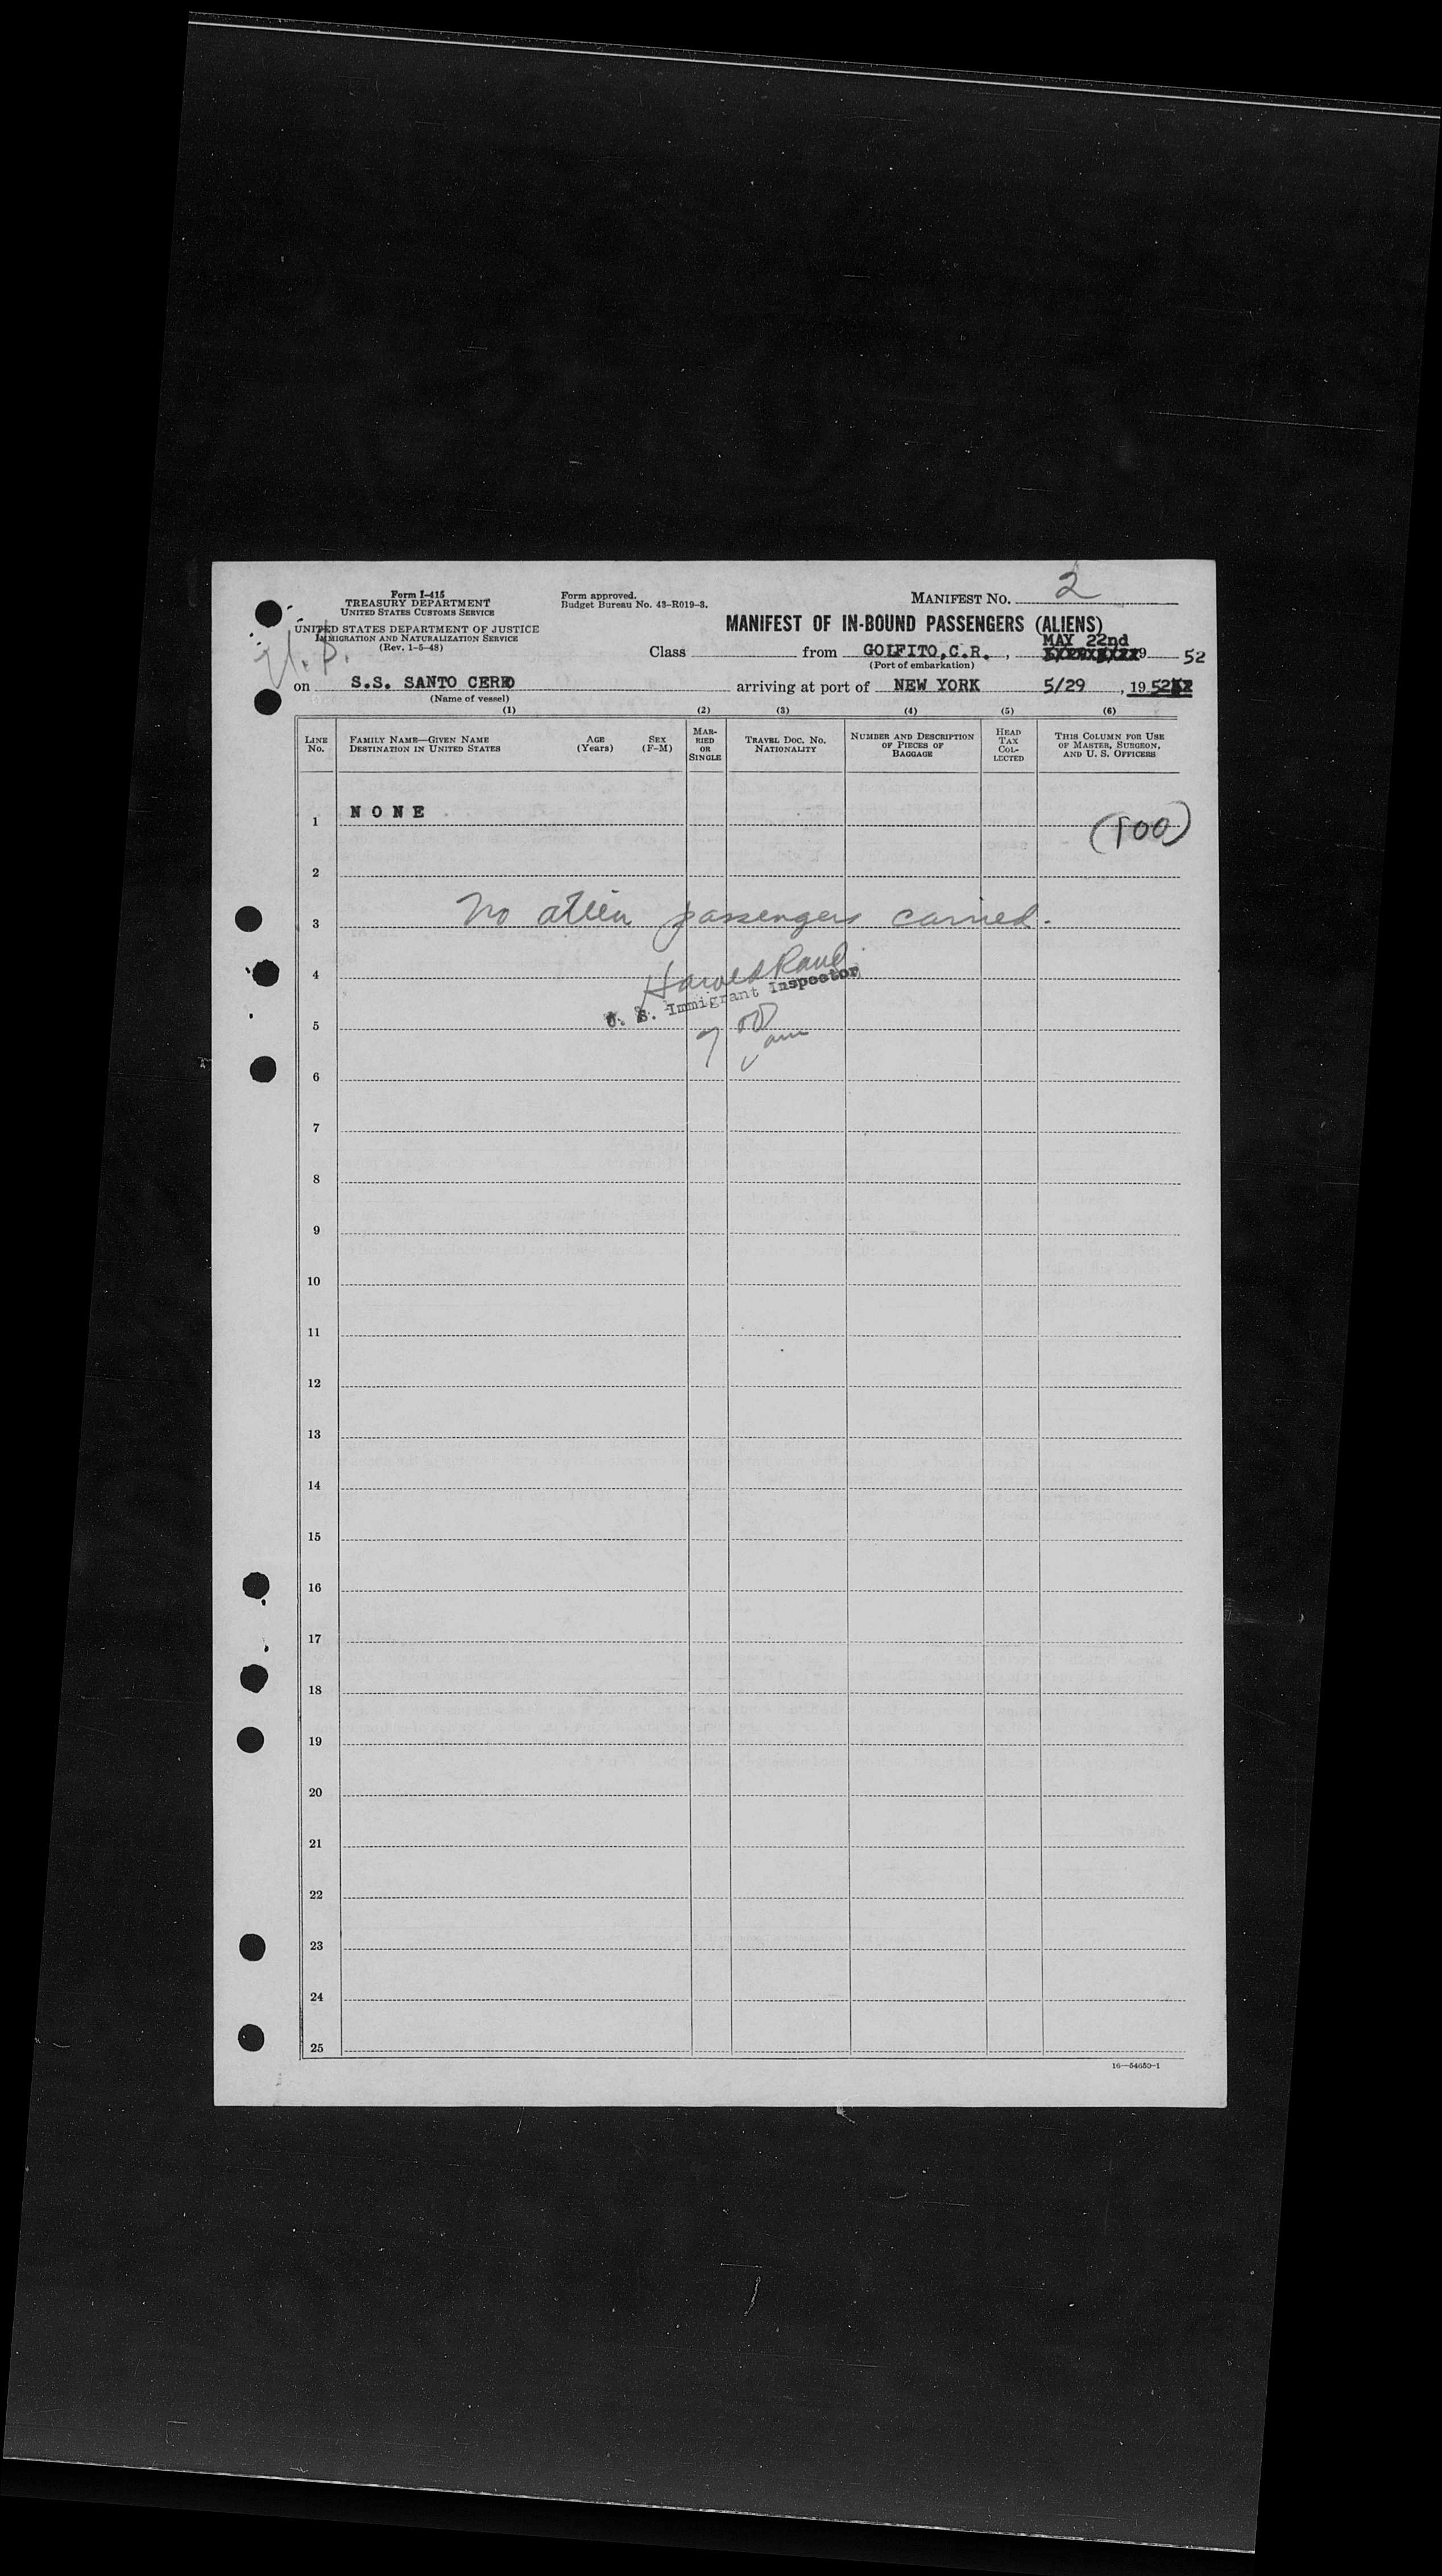 Form I-415
TREASURY DEPARTMENT
UNITED STATES CUSTOMS SERVICE
UNITED STATES DEPARTMENT OF JUSTICE
IMMIGRATION AND NATURALIZATION SERVICE
(Rev. 1-5-48)
Form approved.
Budget Bureau No. 43-R019-3.
MANIFEST NO. 2
MANIFEST OF IN-BOUND PASSENGERS (ALIENS)
MAY 22nd
Class from GOLFITO,C.R. , 19 52
(Port of embarkation)
on S.S. SANTO CERRO arriving at port of NEW YORK 5/29 , 19 52
(Name of vessel)
(1) (2) (3) (4) (5) (6)
LINE No. FAMILY NAME—GIVEN NAME DESTINATION IN UNITED STATES AGE (Years) SEX (F-M) MARRIED OR SINGLE TRAVEL DOC. NO. NATIONALITY NUMBER AND DESCRIPTION OF PIECES OF BAGGAGE HEAD TAX COLLECTED THIS COLUMN FOR USE OF MASTER, SURGEON, AND U. S. OFFICERS
1 NONE
2
3 No alien passengers carried.
4 Harold
U. S. Immigrant Inspector
5 7 00 am
6
7
8
9
10
11
12
13
14
15
16
17
18
19
20
21
22
23
24
25
16—54650-1